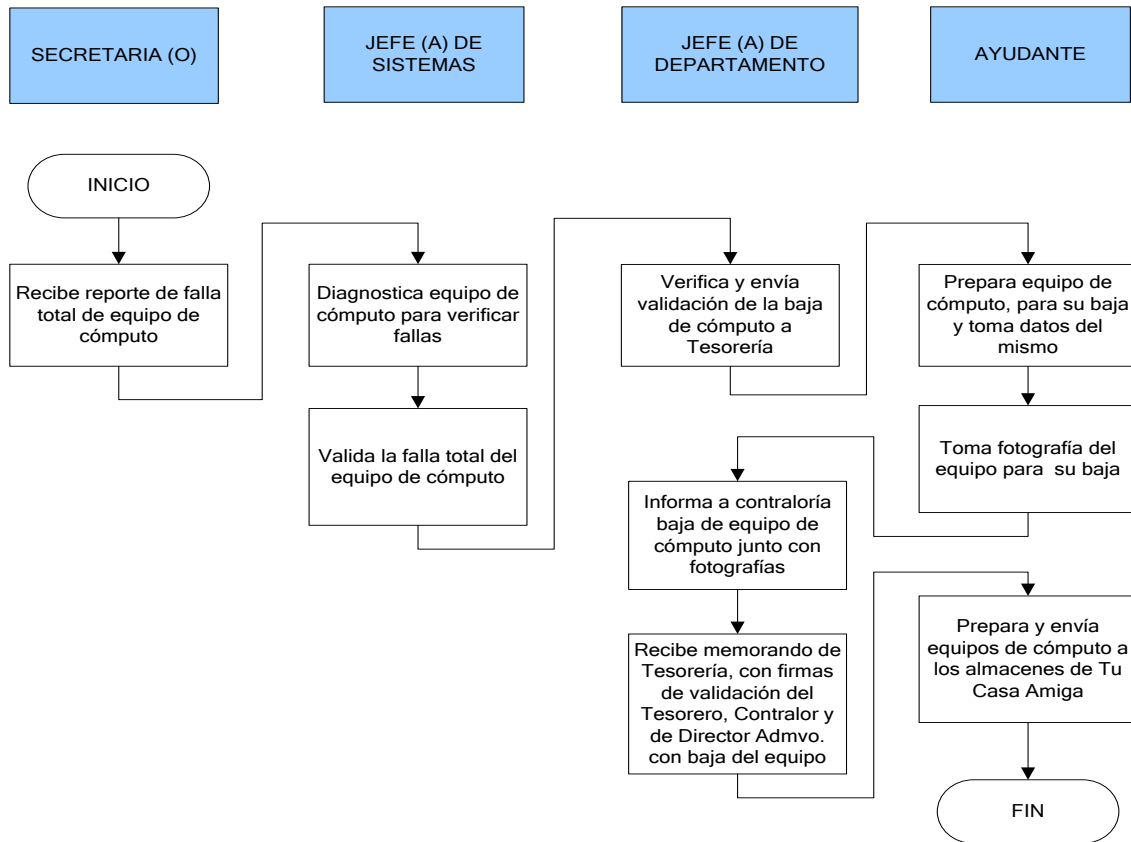 SECRETARIA (O)
JEFE (A) DE
SISTEMAS
JEFE (A) DE
DEPARTAMENTO
AYUDANTE
INICIO
Recibe reporte de falla
total de equipo de
cómputo
Diagnostica equipo de
cómputo para verificar
fallas
Valida la falla total del
equipo de cómputo
Verifica y envía
validación de la baja
de cómputo a
Tesorería
Prepara equipo de
cómputo, para su baja
y toma datos del
mismo
Toma fotografía del
equipo para su baja
Informa a contraloría
baja de equipo de
cómputo junto con
fotografías
Recibe memorando de
Tesorería, con firmas
de validación del
Tesorero, Contralor y
de Director Admvo.
con baja del equipo
Prepara y envía
equipos de cómputo a
los almacenes de Tu
Casa Amiga
FIN